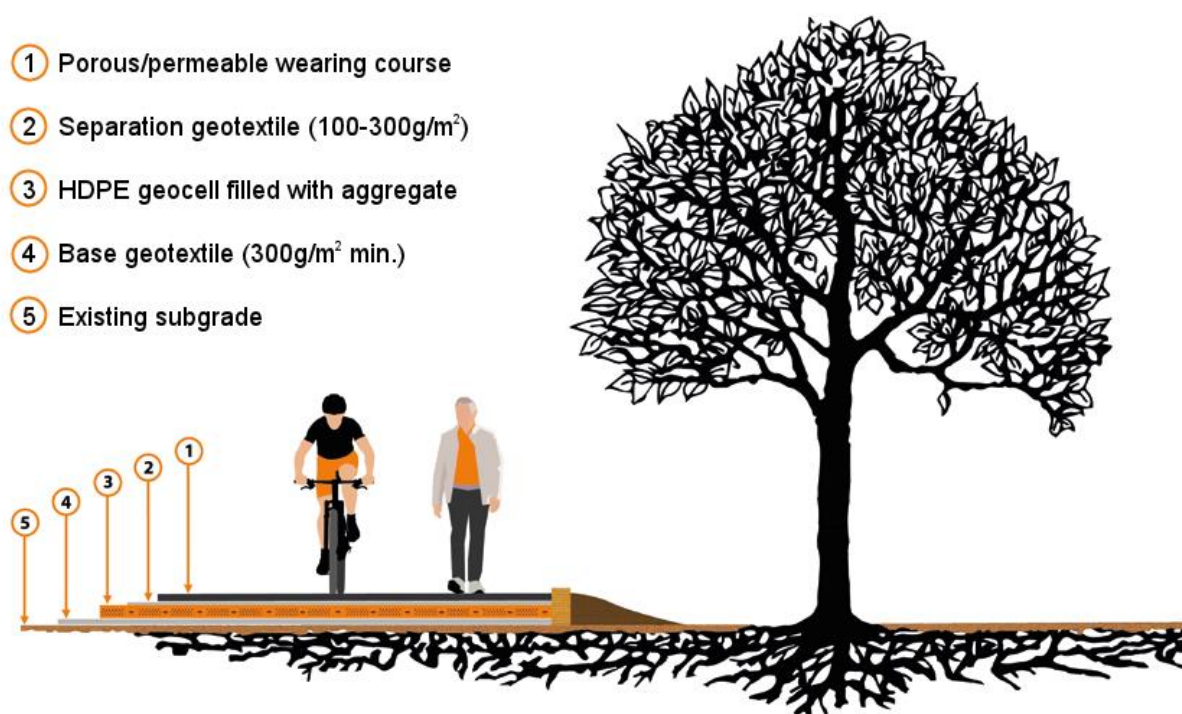 1 Porous/permeable wearing course
2 Separation geotextile (100-300g/m²)
3 HDPE geocell filled with aggregate
4 Base geotextile (300g/m² min.)
5 Existing subgrade
1
2
3
4
5